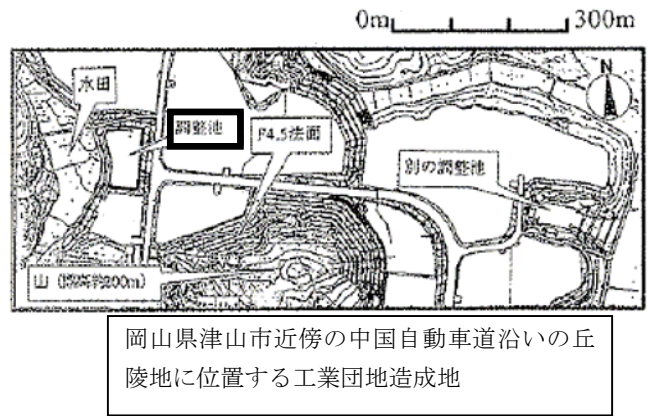 0m 300m
水田
N
調整池
F4.5法面
別の調整池
山 (標高約200m)
岡山県津山市近傍の中国自動車道沿いの丘
陵地に位置する工業団地造成地